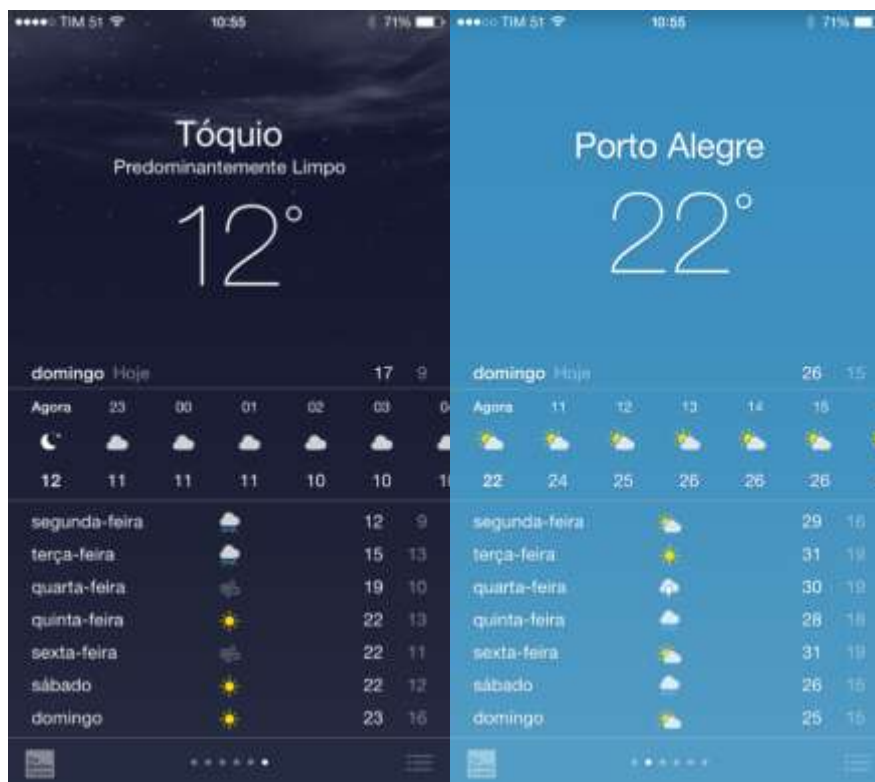 TIM 51 10:55 71%
Tóquio
Predominantemente Limpo
12°
domingo Hoje 17 9
Agora 23 00 01 02 03
12 11 11 11 10 10
segunda-feira 12 9
terça-feira 15 13
quarta-feira 19 10
quinta-feira 22 13
sexta-feira 22 11
sábado 22 12
domingo 23 16
TIM 51 10:55 71%
Porto Alegre
22°
domingo Hoje 26 15
Agora 11 12 13 14 15
22 24 25 26 26 26
segunda-feira 29 16
terça-feira 31 19
quarta-feira 30 19
quinta-feira 28 18
sexta-feira 31 19
sábado 26 16
domingo 25 15